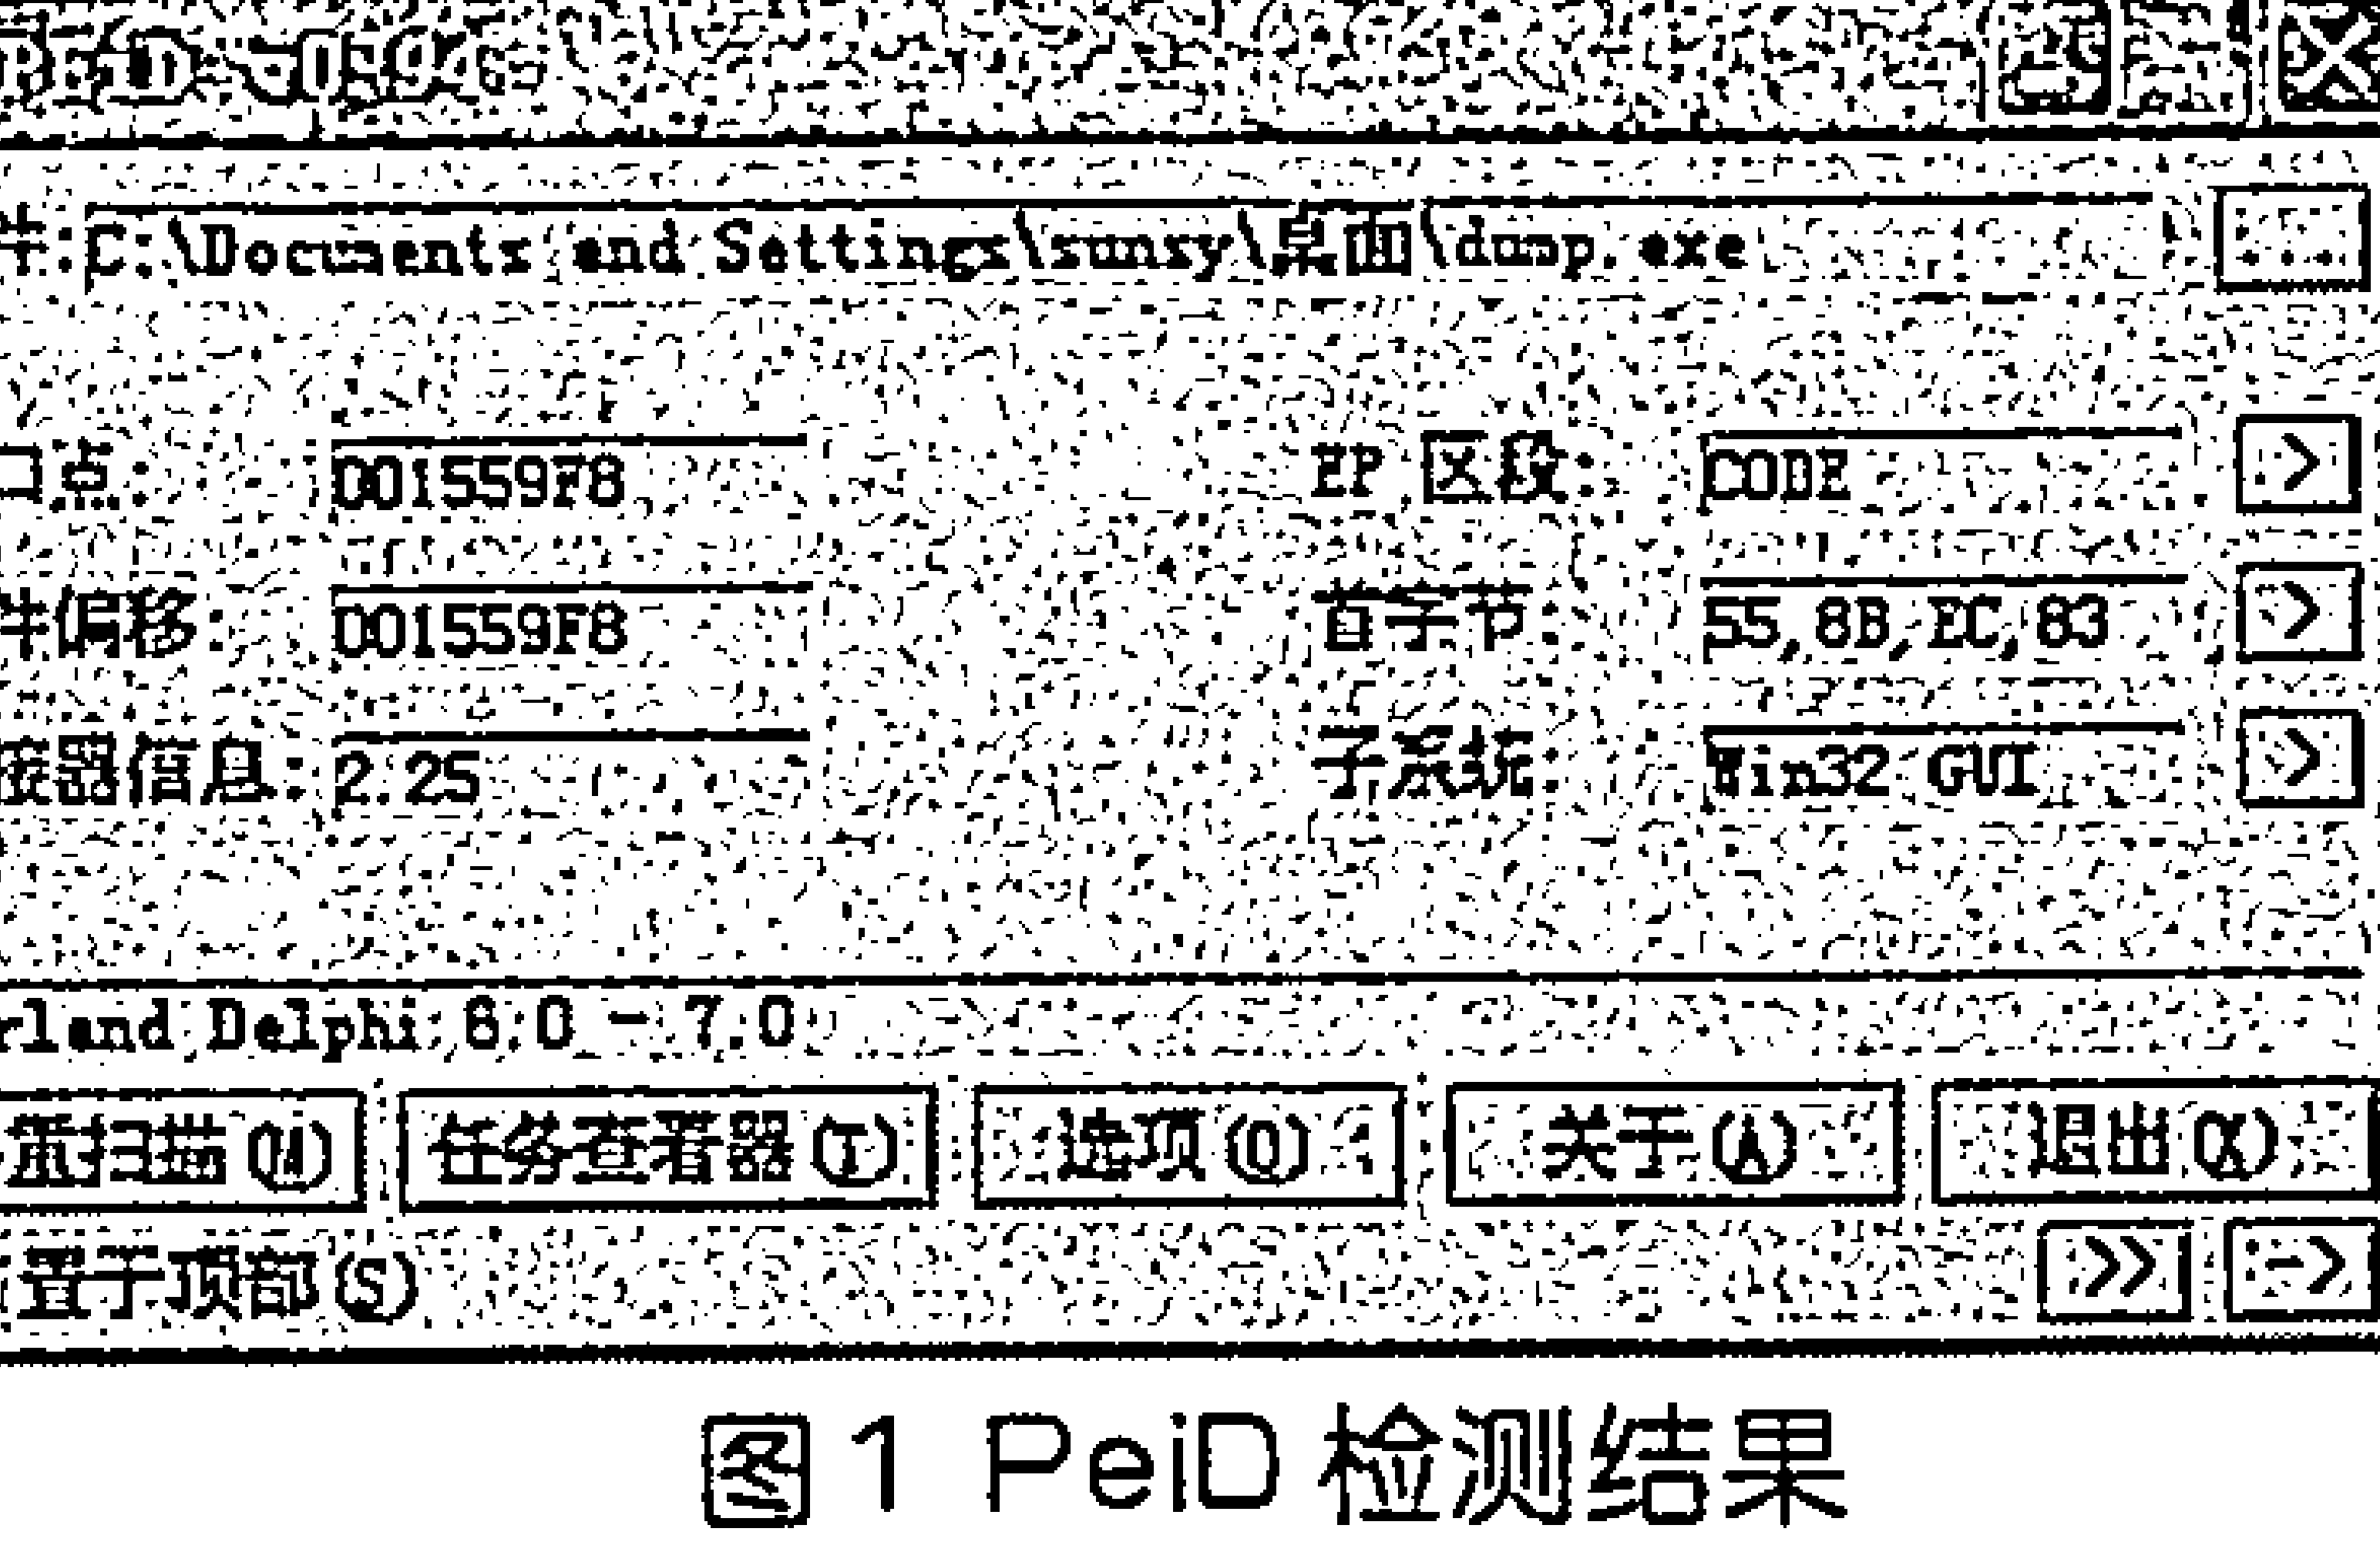 件:C:\Documents and Settings\sunsy\桌面\dump.exe ...
口点: 001559F8 EP 区段: CODE >
件偏移: 001559F8 首字节: 55,8B,EC,83 >
接器信息: 2.25 子系统: Win32 GUI >
rland Delphi 6.0 - 7.0
重扫描(M) 任务查看器(T) 选项(O) 关于(A) 退出(X)
置于顶部(S) >> ->
图1 PeiD 检测结果